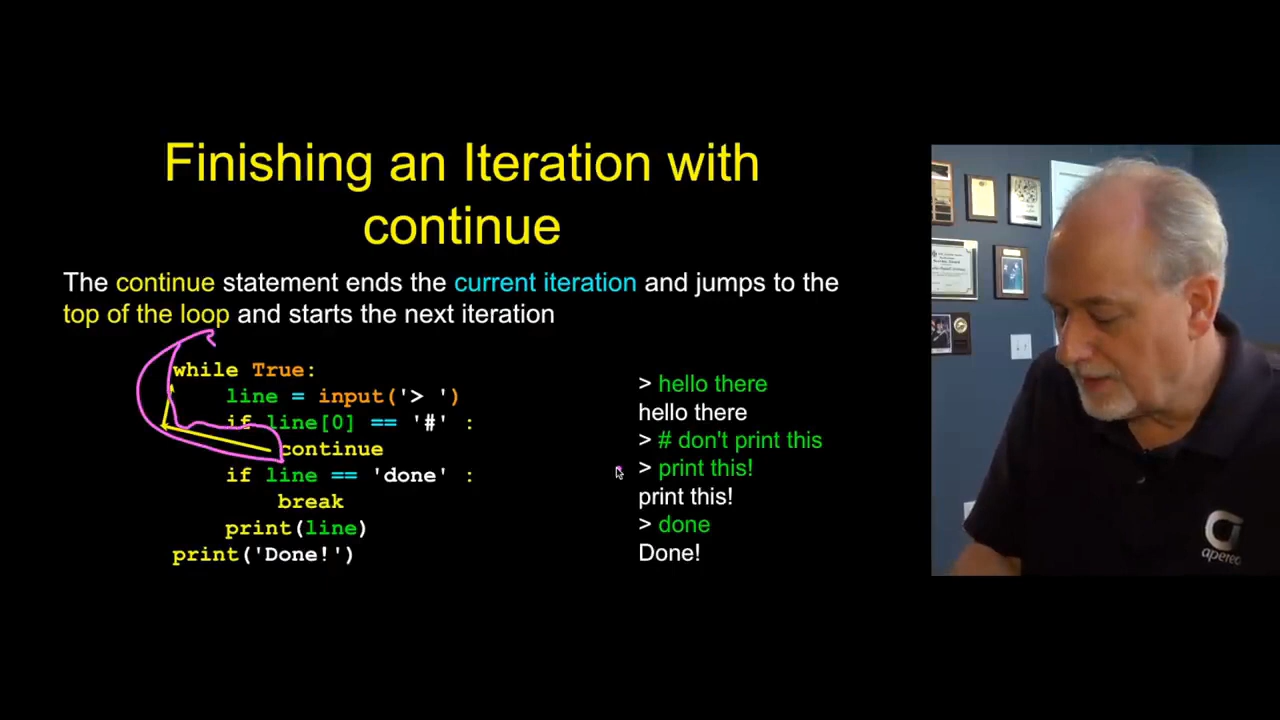 Finishing an Iteration with
continue
The continue statement ends the current iteration and jumps to the
top of the loop and starts the next iteration
while True:
    line = input('> ')
    if line[0] == '#' :
        continue
    if line == 'done' :
        break
    print(line)
print('Done!')
> hello there
hello there
> # don't print this
> print this!
print this!
> done
Done!
apereo